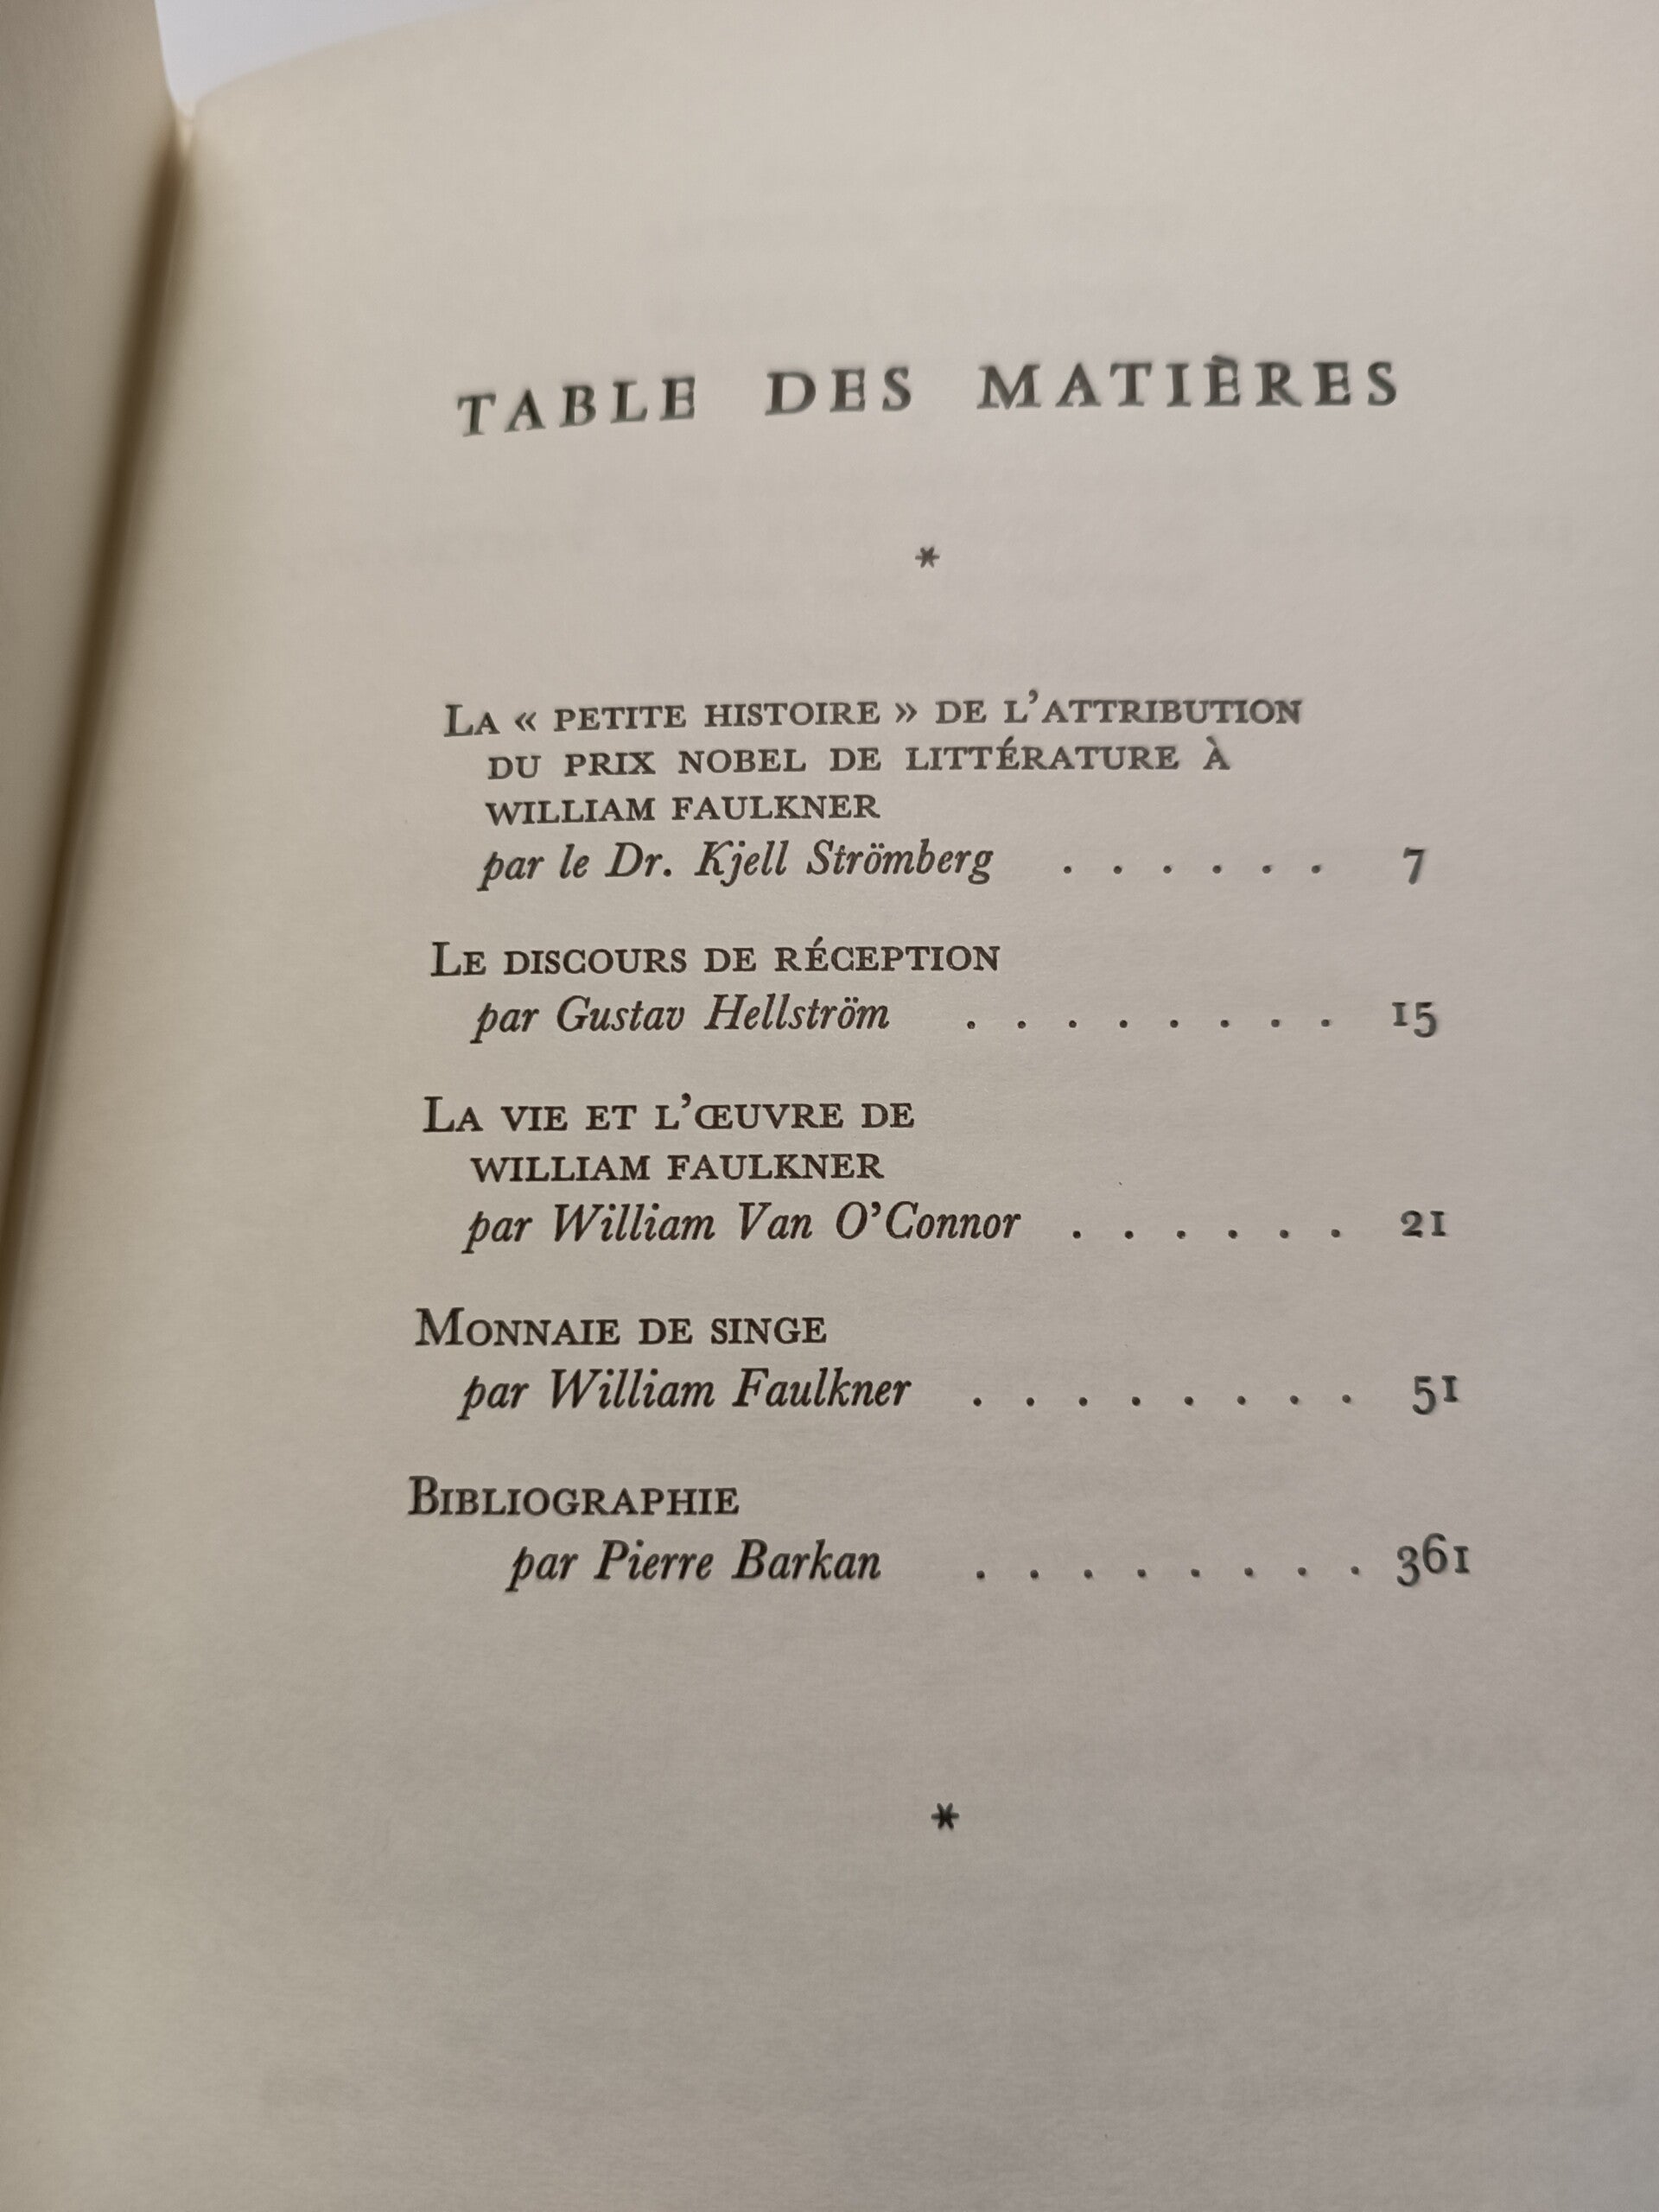 TABLE DES MATIÈRES
*
LA « PETITE HISTOIRE » DE L'ATTRIBUTION
DU PRIX NOBEL DE LITTÉRATURE À
WILLIAM FAULKNER
par le Dr. Kjell Strömberg . . . . . . 7
LE DISCOURS DE RÉCEPTION
par Gustav Hellström . . . . . . . . 15
LA VIE ET L'ŒUVRE DE
WILLIAM FAULKNER
par William Van O'Connor . . . . . . 21
MONNAIE DE SINGE
par William Faulkner . . . . . . . . 51
BIBLIOGRAPHIE
par Pierre Barkan . . . . . . . . 361
*